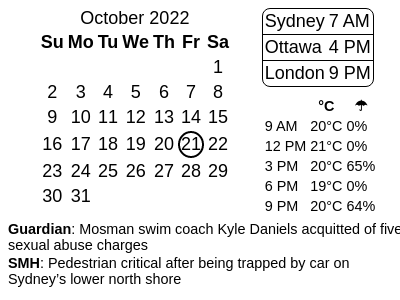 October 2022
Su Mo Tu We Th Fr Sa
1
2 3 4 5 6 7 8
9 10 11 12 13 14 15
16 17 18 19 20 21 22
23 24 25 26 27 28 29
30 31
Sydney 7 AM
Ottawa 4 PM
London 9 PM
°C ☂
9 AM 20°C 0%
12 PM 21°C 0%
3 PM 20°C 65%
6 PM 19°C 0%
9 PM 20°C 64%
Guardian: Mosman swim coach Kyle Daniels acquitted of five
sexual abuse charges
SMH: Pedestrian critical after being trapped by car on
Sydney's lower north shore